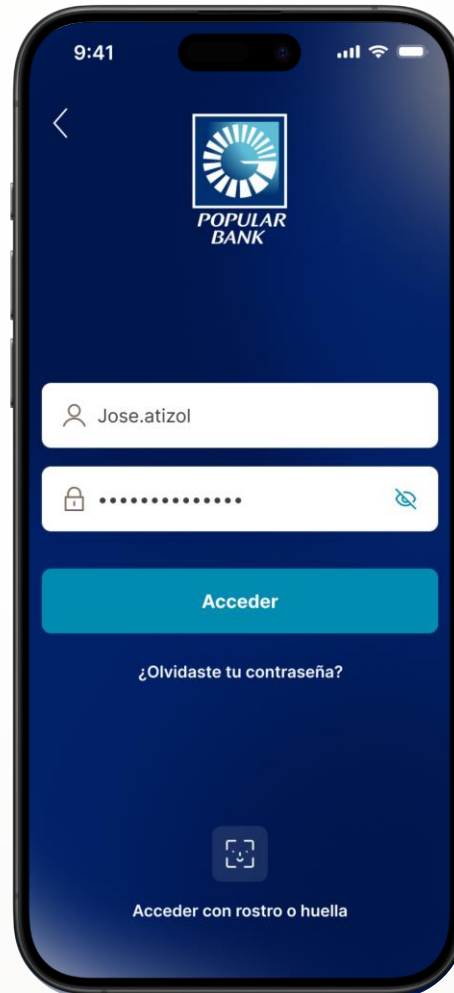 9:41
POPULAR
BANK
Jose.atizol
••••••••••••••
Acceder
¿Olvidaste tu contraseña?
Acceder con rostro o huella